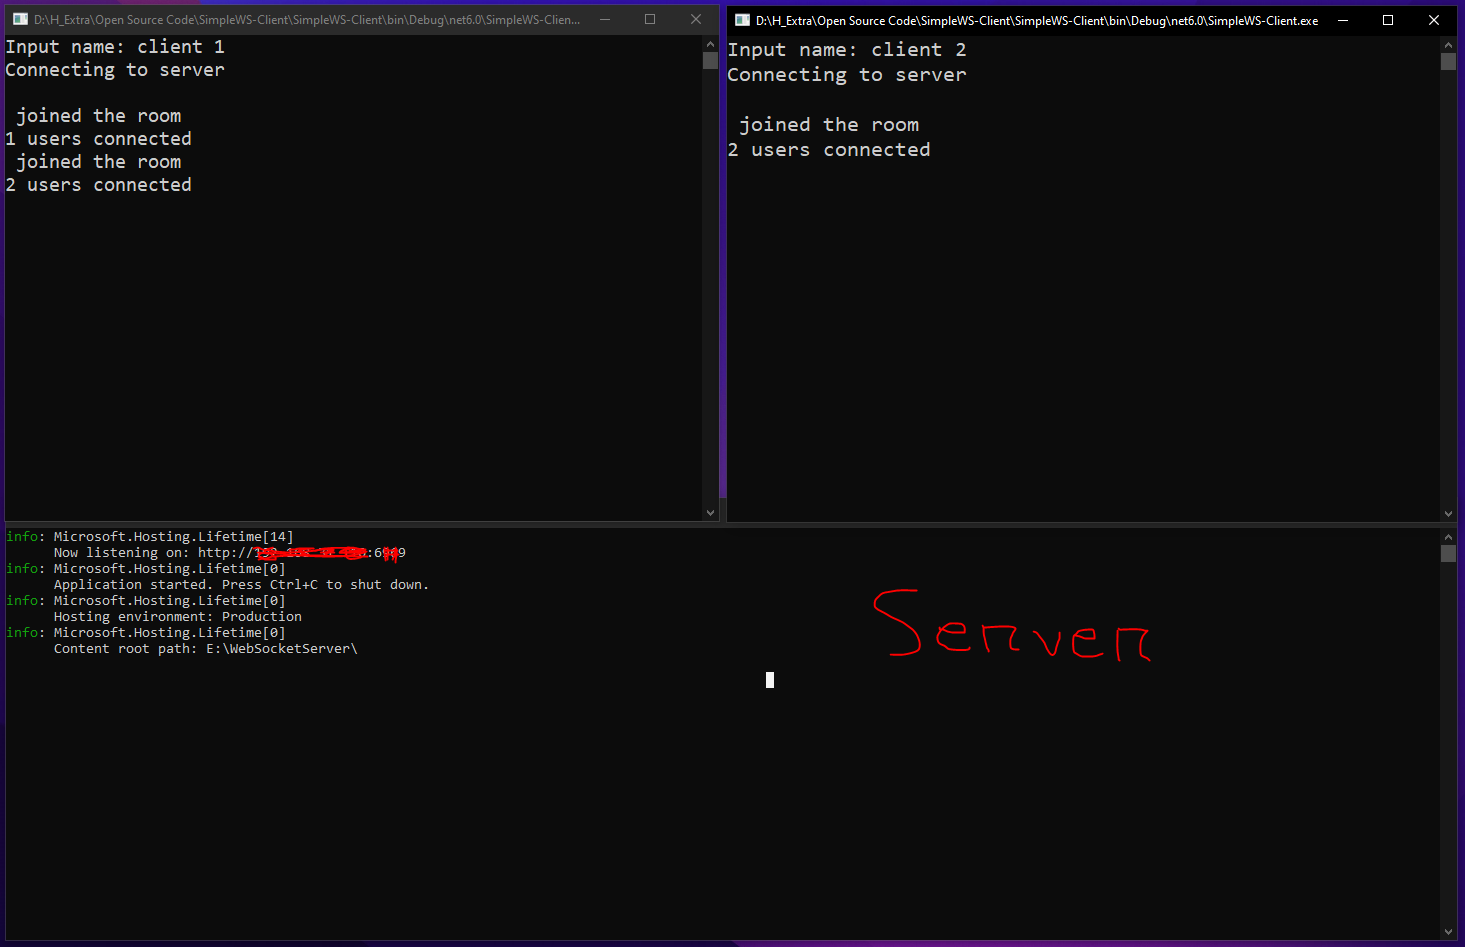 D:\H_Extra\Open Source Code\SimpleWS-Client\SimpleWS-Client\bin\Debug\net6.0\SimpleWS-Clien...
Input name: client 1
Connecting to server
joined the room
1 users connected
joined the room
2 users connected
D:\H_Extra\Open Source Code\SimpleWS-Client\SimpleWS-Client\bin\Debug\net6.0\SimpleWS-Client.exe
Input name: client 2
Connecting to server
joined the room
2 users connected
info: Microsoft.Hosting.Lifetime[14]
Now listening on: http://
info: Microsoft.Hosting.Lifetime[0]
Application started. Press Ctrl+C to shut down.
info: Microsoft.Hosting.Lifetime[0]
Hosting environment: Production
info: Microsoft.Hosting.Lifetime[0]
Content root path: E:\WebSocketServer\
Server